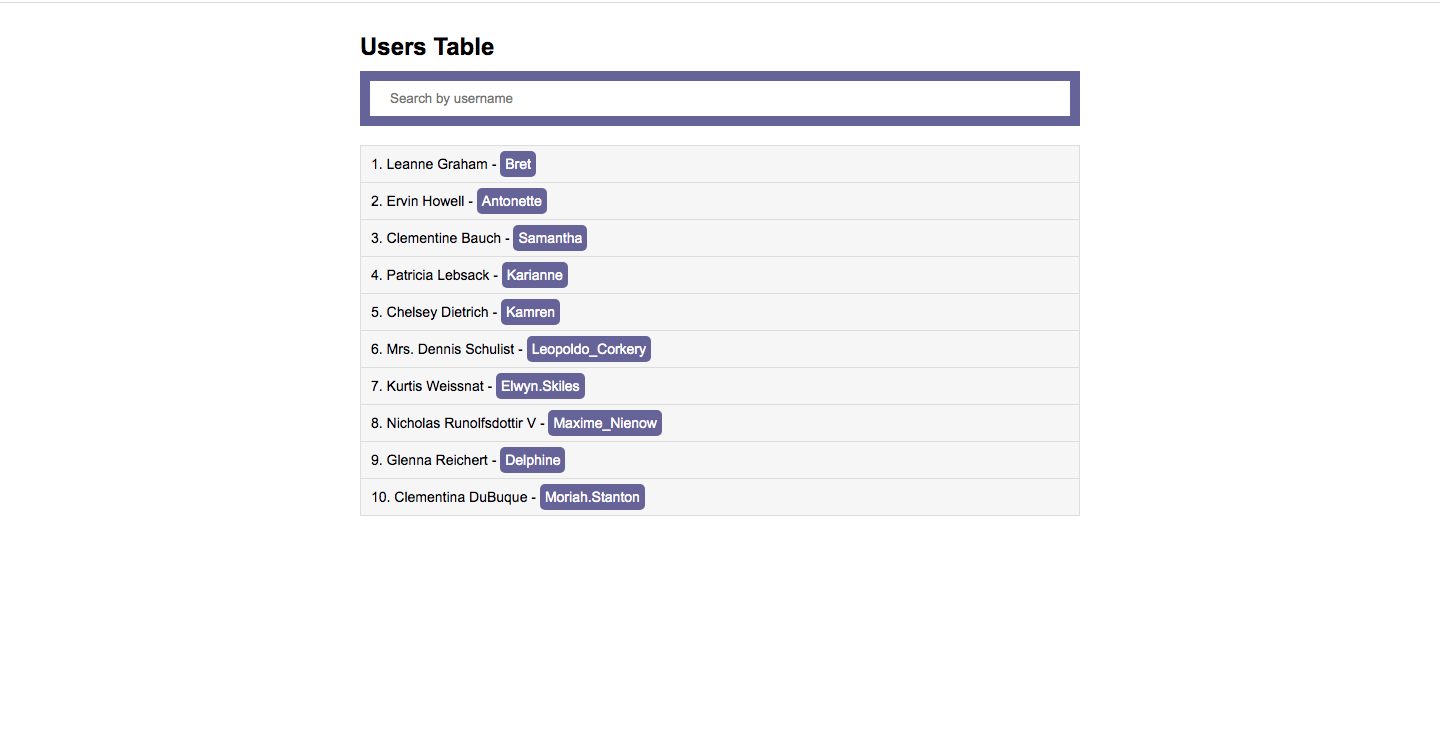 Users Table
Search by username
1. Leanne Graham - Bret
2. Ervin Howell - Antonette
3. Clementine Bauch - Samantha
4. Patricia Lebsack - Karianne
5. Chelsey Dietrich - Kamren
6. Mrs. Dennis Schulist - Leopoldo_Corkery
7. Kurtis Weissnat - Elwyn.Skiles
8. Nicholas Runolfsdottir V - Maxime_Nienow
9. Glenna Reichert - Delphine
10. Clementina DuBuque - Moriah.Stanton